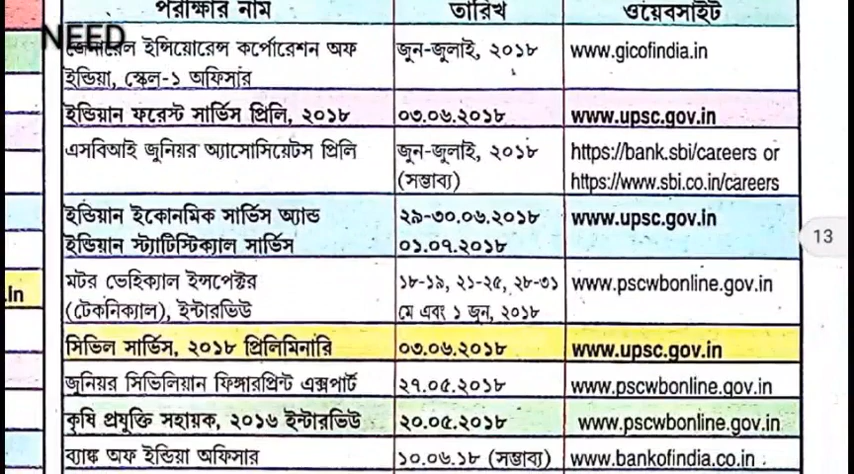 পরীক্ষার নাম তারিখ ওয়েবসাইট
NEED
জেনারেল ইন্সিয়োরেন্স কর্পোরেশন অফ জুন-জুলাই, ২০১৮ www.gicofindia.in
ইন্ডিয়া, স্কেল-১ অফিসার
ইন্ডিয়ান ফরেস্ট সার্ভিস প্রিলি, ২০১৮ ০৩.০৬.২০১৮ www.upsc.gov.in
এসবিআই জুনিয়র অ্যাসোসিয়েটস প্রিলি জুন-জুলাই, ২০১৮ https://bank.sbi/careers or
(সম্ভাব্য) https://www.sbi.co.in/careers
ইন্ডিয়ান ইকোনমিক সার্ভিস অ্যান্ড ২৯-৩০.০৬.২০১৮ www.upsc.gov.in
ইন্ডিয়ান স্ট্যাটিস্টিক্যাল সার্ভিস ০১.০৭.২০১৮
13
মটর ভেহিক্যাল ইন্সপেক্টর ১৮-১৯, ২১-২৫, ২৮-৩১ www.pscwbonline.gov.in
.In
(টেকনিক্যাল), ইন্টারভিউ মে এবং ১ জুন, ২০১৮
সিভিল সার্ভিস, ২০১৮ প্রিলিমিনারি ০৩.০৬.২০১৮ www.upsc.gov.in
জুনিয়র সিভিলিয়ান ফিঙ্গারপ্রিন্ট এক্সপার্ট ২৭.০৫.২০১৮ www.pscwbonline.gov.in
কৃষি প্রযুক্তি সহায়ক, ২০১৬ ইন্টারভিউ ২০.০৫.২০১৮ www.pscwbonline.gov.in
ব্যাঙ্ক অফ ইন্ডিয়া অফিসার ১০.০৬.১৮ (সম্ভাব্য) www.bankofindia.co.in